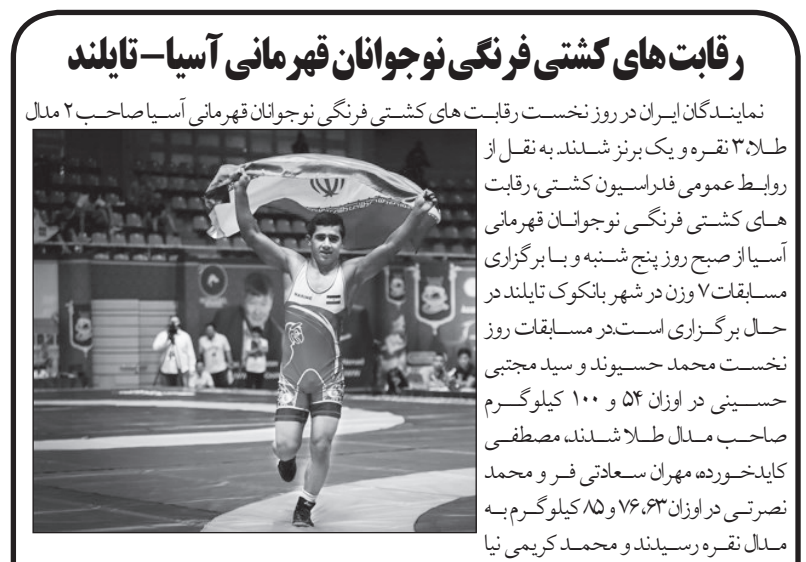 رقابت‌های کشتی فرنگی نوجوانان قهرمانی آسیا-تایلند
نمایندگان ایران در روز نخست رقابت های کشتی فرنگی نوجوانان قهرمانی آسیا صاحب ۲ مدال
طلا،۳ نقره و یک برنز شدند. به نقل از
روابط عمومی فدراسیون کشتی، رقابت
های کشتی فرنگی نوجوانان قهرمانی
آسیا از صبح روز پنج شنبه و با برگزاری
مسابقات ۷ وزن در شهر بانکوک تایلند در
حال برگزاری است.در مسابقات روز
نخست محمد حسیوند و سید مجتبی
حسینی در اوزان ۵۴ و ۱۰۰ کیلوگرم
صاحب مدال طلا شدند، مصطفی
کایدخورده، مهران سعادتی فر و محمد
نصرتی در اوزان ۶۳،۷۶ و ۸۵ کیلوگرم به
مدال نقره رسیدند و محمد کریمی نیا